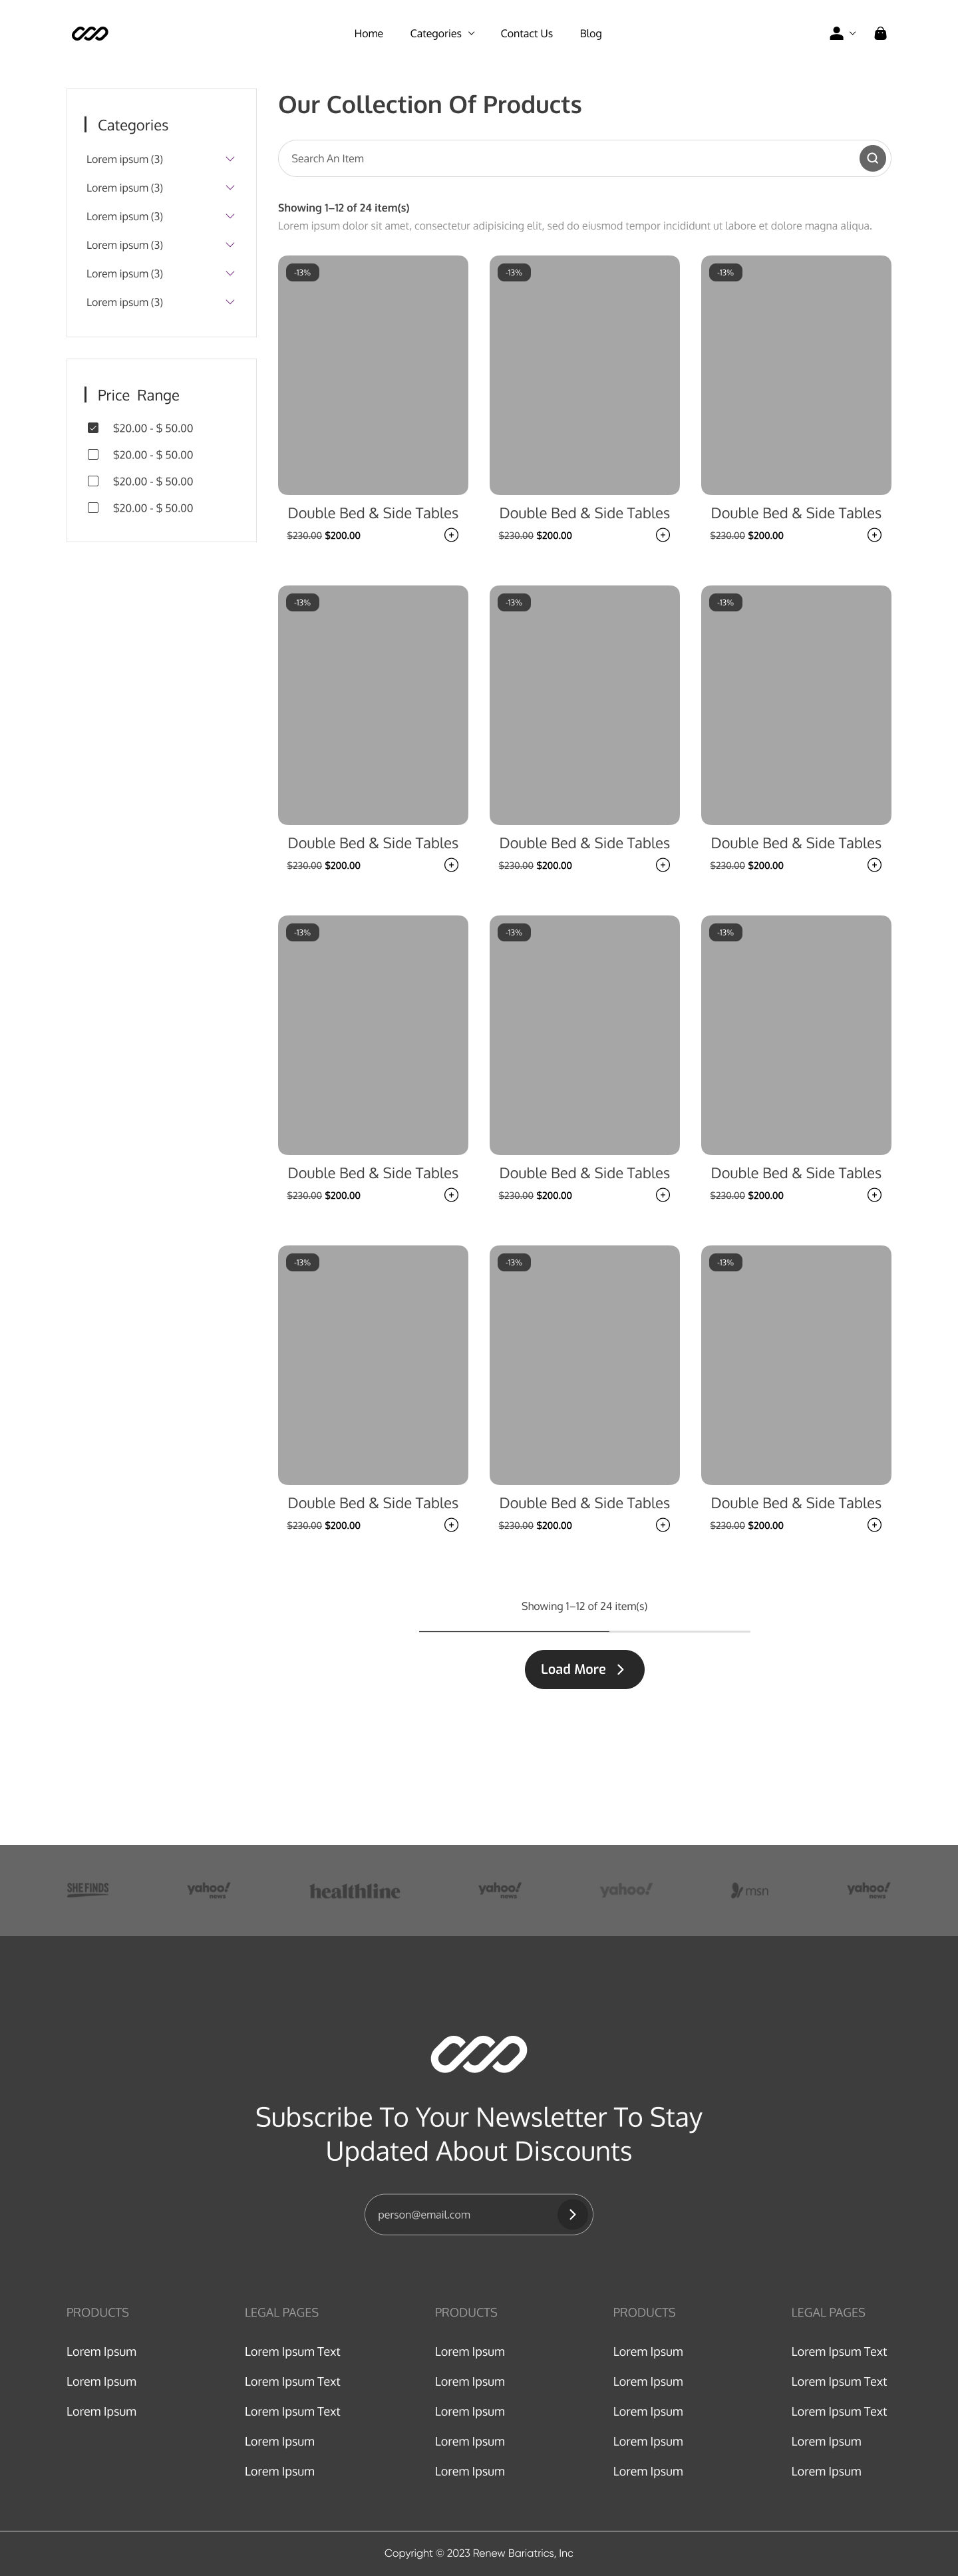 Home
Categories
Contact Us
Blog
Categories
Lorem ipsum (3)
Lorem ipsum (3)
Lorem ipsum (3)
Lorem ipsum (3)
Lorem ipsum (3)
Lorem ipsum (3)
Price Range
$20.00 - $ 50.00
$20.00 - $ 50.00
$20.00 - $ 50.00
$20.00 - $ 50.00
Our Collection Of Products
Search An Item
Showing 1–12 of 24 item(s)
Lorem ipsum dolor sit amet, consectetur adipisicing elit, sed do eiusmod tempor incididunt ut labore et dolore magna aliqua.
-13%
Double Bed & Side Tables
$230.00 $200.00
-13%
Double Bed & Side Tables
$230.00 $200.00
-13%
Double Bed & Side Tables
$230.00 $200.00
-13%
Double Bed & Side Tables
$230.00 $200.00
-13%
Double Bed & Side Tables
$230.00 $200.00
-13%
Double Bed & Side Tables
$230.00 $200.00
-13%
Double Bed & Side Tables
$230.00 $200.00
-13%
Double Bed & Side Tables
$230.00 $200.00
-13%
Double Bed & Side Tables
$230.00 $200.00
-13%
Double Bed & Side Tables
$230.00 $200.00
-13%
Double Bed & Side Tables
$230.00 $200.00
-13%
Double Bed & Side Tables
$230.00 $200.00
Showing 1–12 of 24 item(s)
Load More
SHEFINDS
yahoo!
news
healthline
yahoo!
news
yahoo!
msn
yahoo!
news
Subscribe To Your Newsletter To Stay
Updated About Discounts
person@email.com
PRODUCTS
Lorem Ipsum
Lorem Ipsum
Lorem Ipsum
LEGAL PAGES
Lorem Ipsum Text
Lorem Ipsum Text
Lorem Ipsum Text
Lorem Ipsum
Lorem Ipsum
PRODUCTS
Lorem Ipsum
Lorem Ipsum
Lorem Ipsum
Lorem Ipsum
Lorem Ipsum
PRODUCTS
Lorem Ipsum
Lorem Ipsum
Lorem Ipsum
Lorem Ipsum
Lorem Ipsum
LEGAL PAGES
Lorem Ipsum Text
Lorem Ipsum Text
Lorem Ipsum Text
Lorem Ipsum
Lorem Ipsum
Copyright © 2023 Renew Bariatrics, Inc